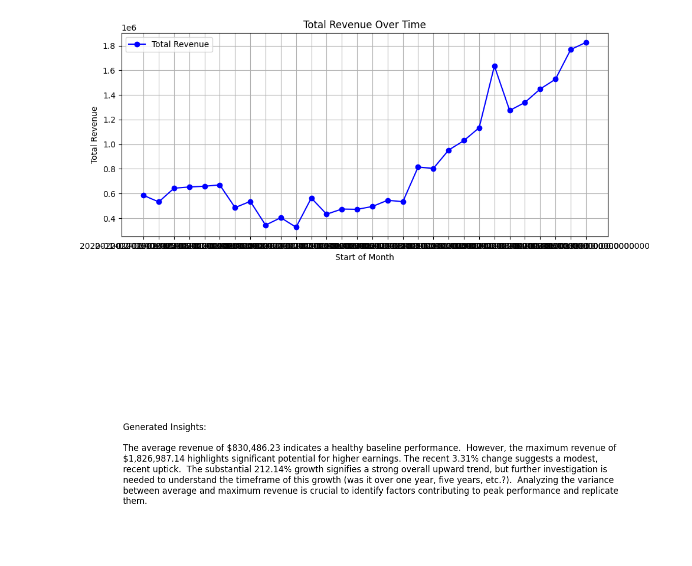 Total Revenue Over Time
1e6
Total Revenue
1.8
1.6
1.4
1.2
1.0
0.8
0.6
0.4
Total Revenue
Start of Month
Generated Insights:
The average revenue of $830,486.23 indicates a healthy baseline performance.  However, the maximum revenue of
$1,826,987.14 highlights significant potential for higher earnings. The recent 3.31% change suggests a modest,
recent uptick.  The substantial 212.14% growth signifies a strong overall upward trend, but further investigation is
needed to understand the timeframe of this growth (was it over one year, five years, etc.?).  Analyzing the variance
between average and maximum revenue is crucial to identify factors contributing to peak performance and replicate
them.